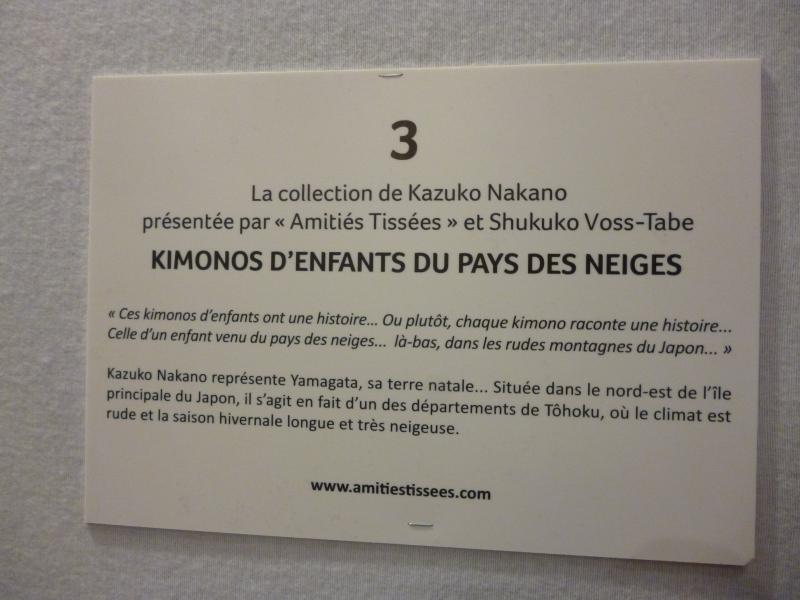 3
La collection de Kazuko Nakano
présentée par « Amitiés Tissées » et Shukuko Voss-Tabe
KIMONOS D'ENFANTS DU PAYS DES NEIGES
« Ces kimonos d'enfants ont une histoire... Ou plutôt, chaque kimono raconte une histoire...
Celle d'un enfant venu du pays des neiges... là-bas, dans les rudes montagnes du Japon... »
Kazuko Nakano représente Yamagata, sa terre natale... Située dans le nord-est de l'île
principale du Japon, il s'agit en fait d'un des départements de Tôhoku, où le climat est
rude et la saison hivernale longue et très neigeuse.
www.amitiestissees.com